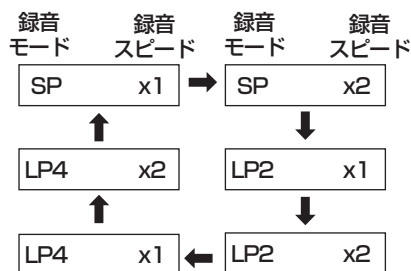 録音 録音 録音 録音
モード スピード モード スピード
SP x1 SP x2
LP4 x2 LP2 x1
LP4 x1 LP2 x2